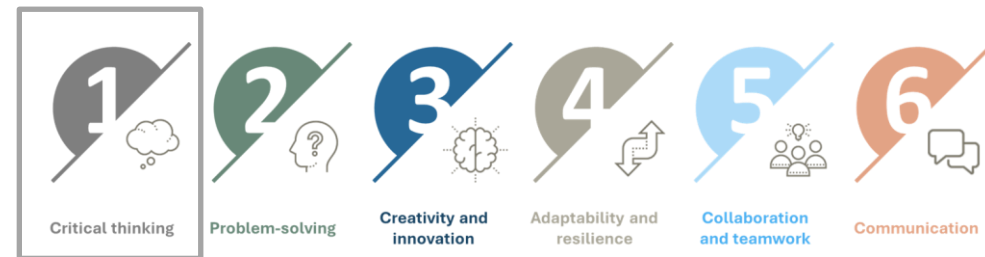 1
Critical thinking
2
?
Problem-solving
3
Creativity and
innovation
4
Adaptability and
resilience
5
Collaboration
and teamwork
6
Communication